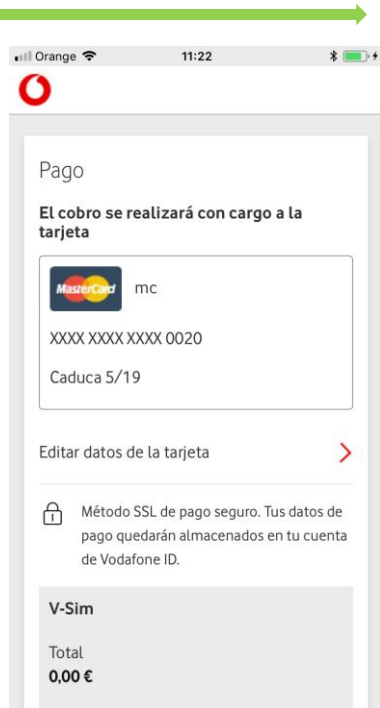 Orange 11:22
Pago
El cobro se realizará con cargo a la
tarjeta
MasterCard mc
XXXX XXXX XXXX 0020
Caduca 5/19
Editar datos de la tarjeta
Método SSL de pago seguro. Tus datos de
pago quedarán almacenados en tu cuenta
de Vodafone ID.
V-Sim
Total
0,00 €